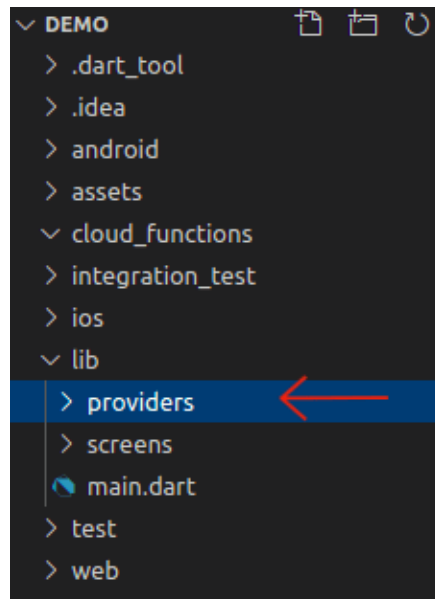 DEMO
.dart_tool
.idea
android
assets
cloud_functions
integration_test
ios
lib
providers
screens
main.dart
test
web